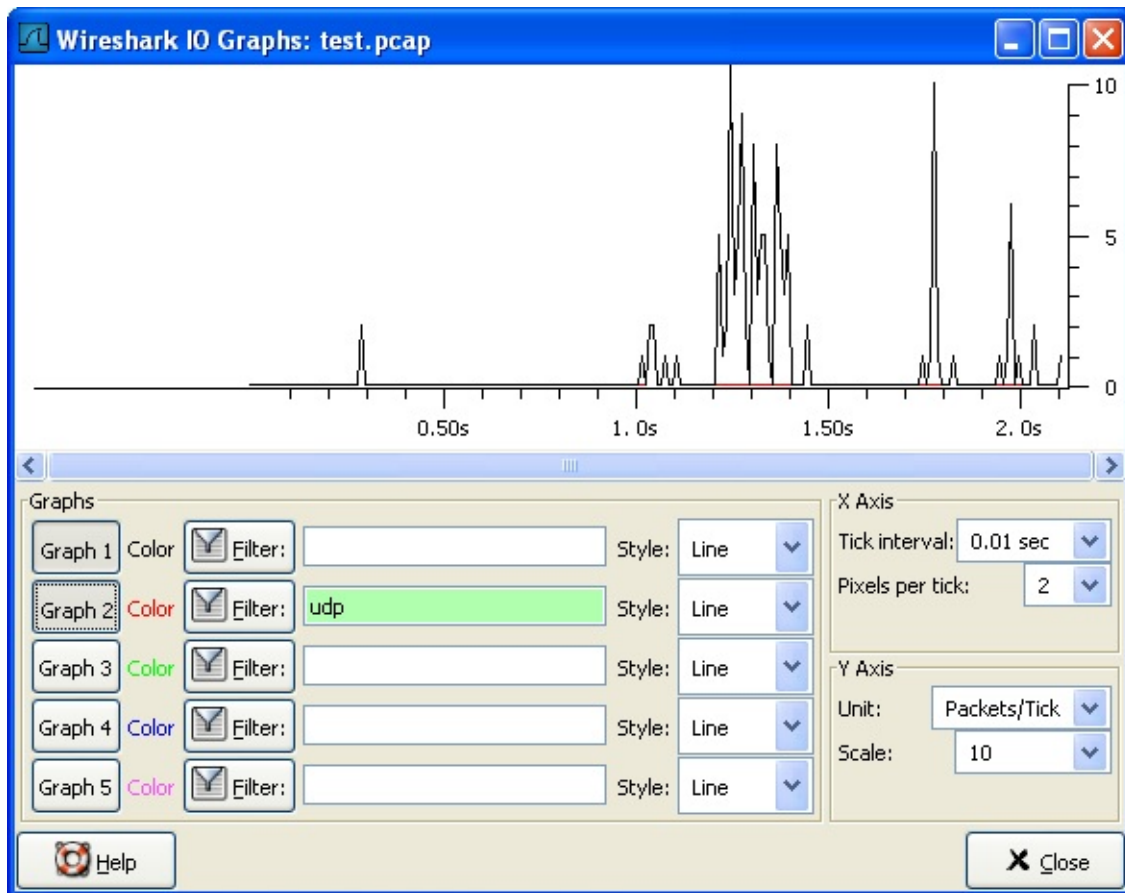 Wireshark IO Graphs: test.pcap
10
5
0
0.50s 1. 0s 1.50s 2. 0s
Graphs
Graph 1 Color Filter: Style: Line
Graph 2 Color Filter: udp Style: Line
Graph 3 Color Filter: Style: Line
Graph 4 Color Filter: Style: Line
Graph 5 Color Filter: Style: Line
X Axis
Tick interval: 0.01 sec
Pixels per tick: 2
Y Axis
Unit: Packets/Tick
Scale: 10
Help
Close